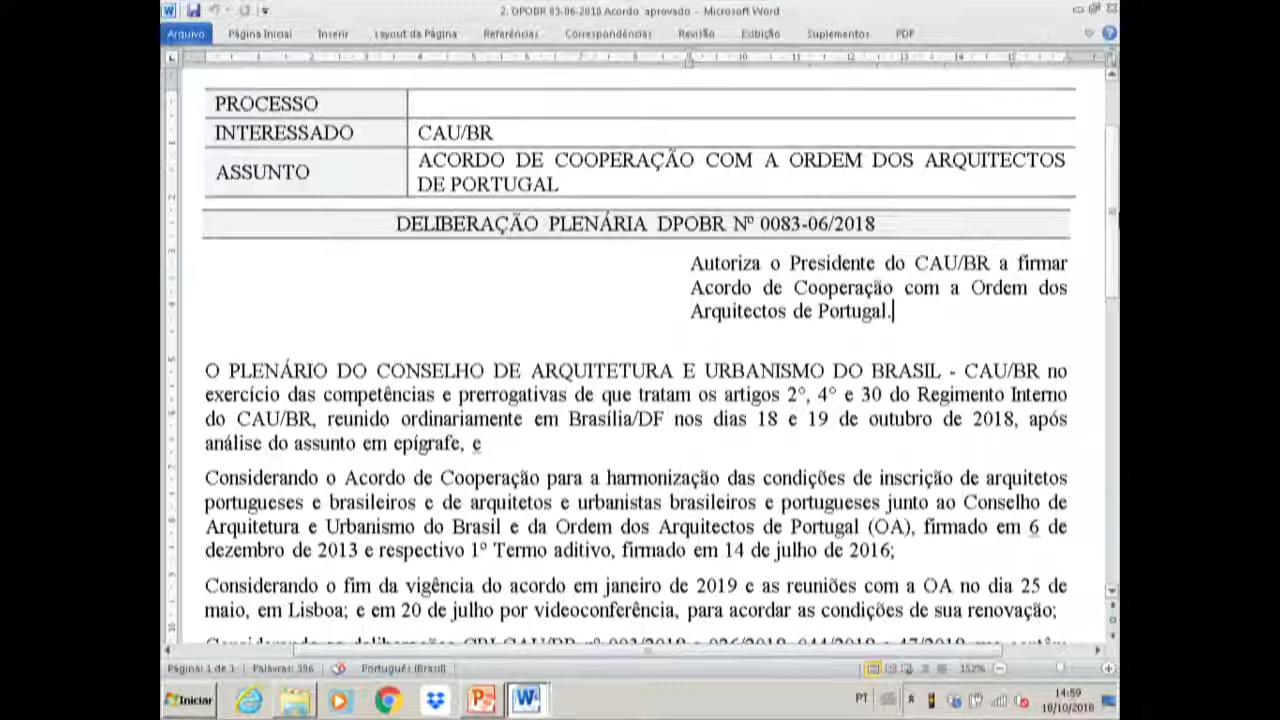 2. DPOBR 83-06-2018 Acordo aprovado - Microsoft Word
Arquivo Página Inicial Inserir Layout da Página Referências Correspondências Revisão Exibição Suplementos PDF
PROCESSO
INTERESSADO CAU/BR
ASSUNTO ACORDO DE COOPERAÇÃO COM A ORDEM DOS ARQUITECTOS
DE PORTUGAL
DELIBERAÇÃO PLENÁRIA DPOBR Nº 0083-06/2018
Autoriza o Presidente do CAU/BR a firmar
Acordo de Cooperação com a Ordem dos
Arquitectos de Portugal.
O PLENÁRIO DO CONSELHO DE ARQUITETURA E URBANISMO DO BRASIL - CAU/BR no
exercício das competências e prerrogativas de que tratam os artigos 2°, 4° e 30 do Regimento Interno
do CAU/BR, reunido ordinariamente em Brasília/DF nos dias 18 e 19 de outubro de 2018, após
análise do assunto em epígrafe, e
Considerando o Acordo de Cooperação para a harmonização das condições de inscrição de arquitetos
portugueses e brasileiros e de arquitetos e urbanistas brasileiros e portugueses junto ao Conselho de
Arquitetura e Urbanismo do Brasil e da Ordem dos Arquitectos de Portugal (OA), firmado em 6 de
dezembro de 2013 e respectivo 1º Termo aditivo, firmado em 14 de julho de 2016;
Considerando o fim da vigência do acordo em janeiro de 2019 e as reuniões com a OA no dia 25 de
maio, em Lisboa; e em 20 de julho por videoconferência, para acordar as condições de sua renovação;
Página: 1 de 1 Palavras: 396 Português (Brasil) 152%
Iniciar PT 14:59
18/10/2018